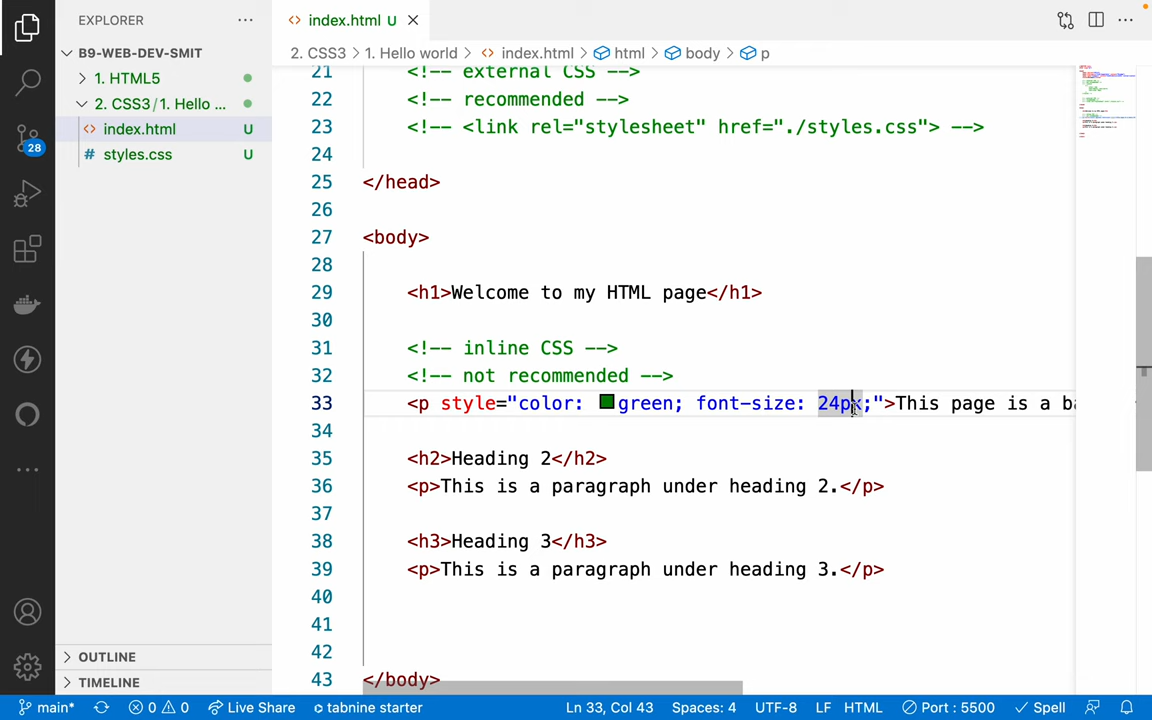 EXPLORER
index.html U
B9-WEB-DEV-SMIT
1. HTML5
2. CSS3 / 1. Hello ...
index.html U
# styles.css U
OUTLINE
TIMELINE
28
2. CSS3 > 1. Hello world > index.html > html > body > p
21 <!-- external CSS -->
22 <!-- recommended -->
23 <!-- <link rel="stylesheet" href="./styles.css"> -->
24
25 </head>
26
27 <body>
28
29 <h1>Welcome to my HTML page</h1>
30
31 <!-- inline CSS -->
32 <!-- not recommended -->
33 <p style="color: green; font-size: 24px;">This page is a ba
34
35 <h2>Heading 2</h2>
36 <p>This is a paragraph under heading 2.</p>
37
38 <h3>Heading 3</h3>
39 <p>This is a paragraph under heading 3.</p>
40
41
42
43 </body>
main* 0 0 Live Share tabnine starter Ln 33, Col 43 Spaces: 4 UTF-8 LF HTML Port : 5500 Spell